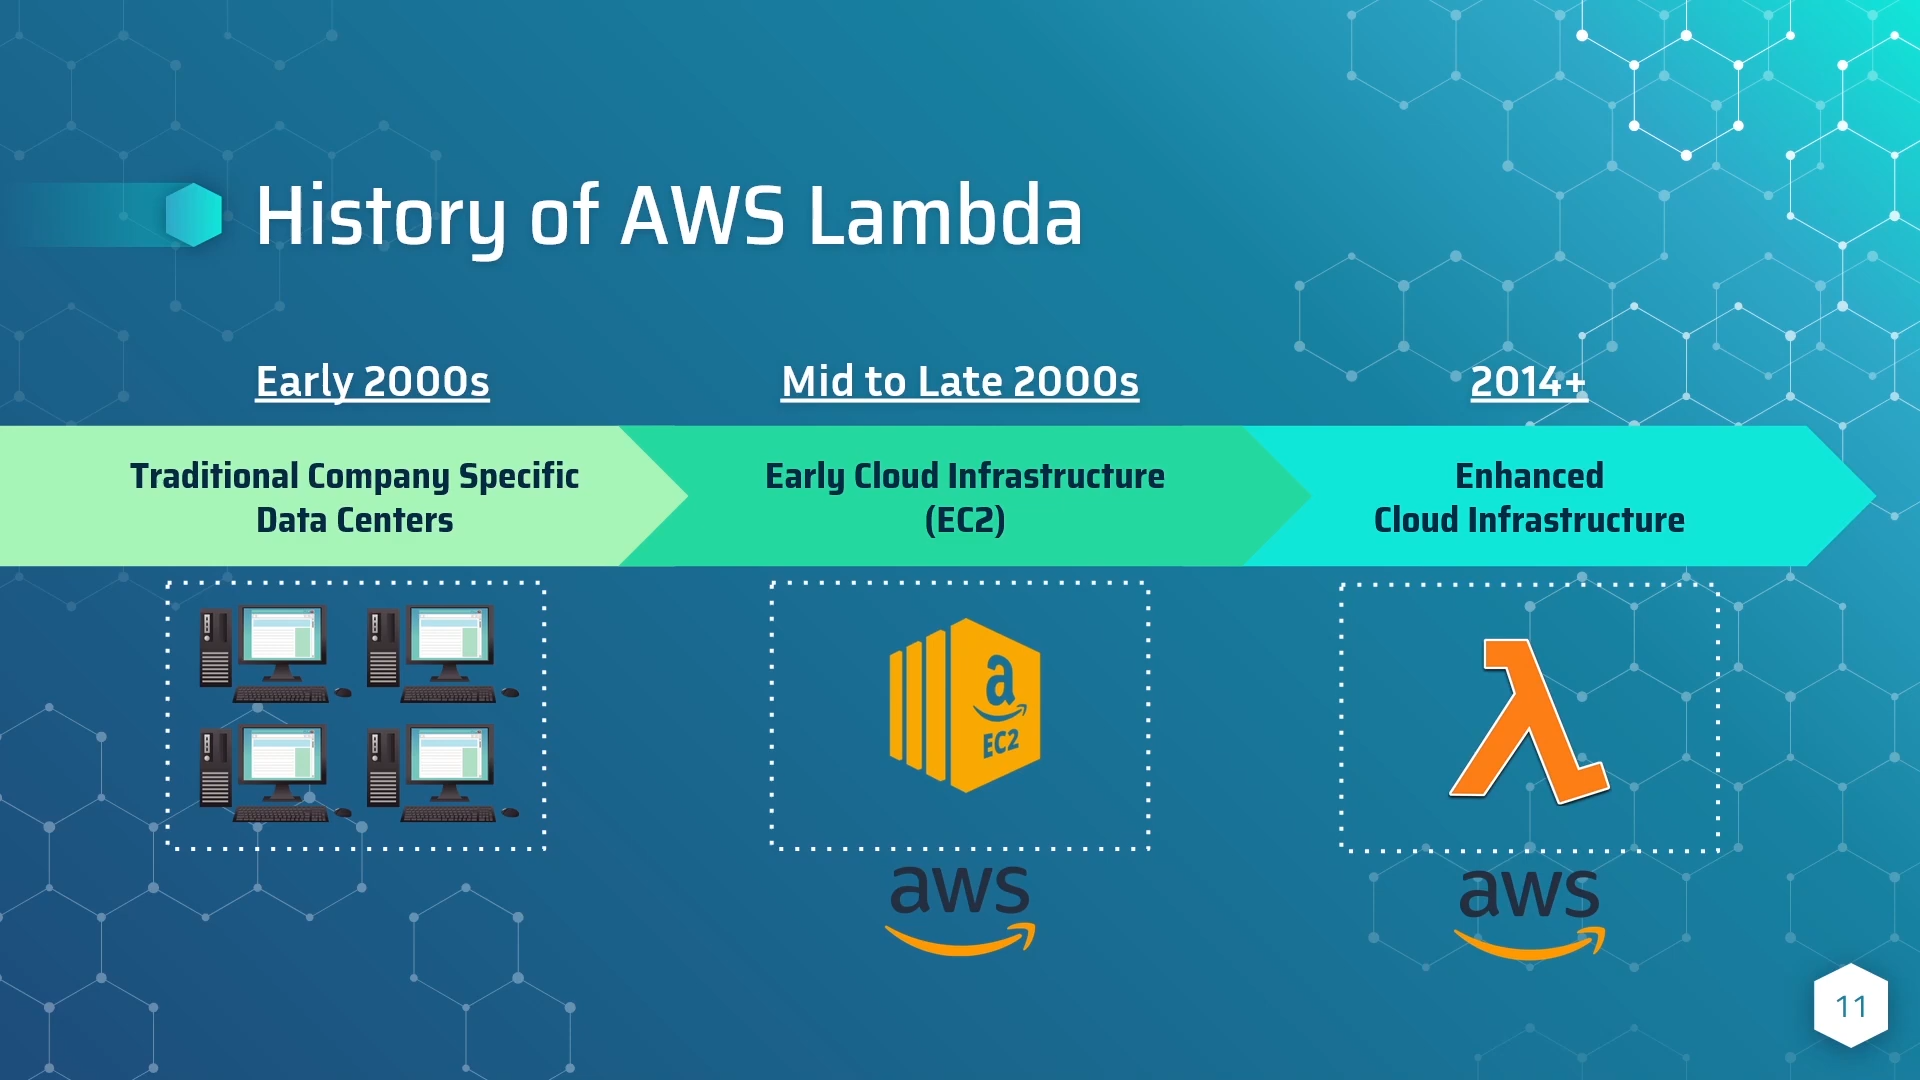 History of AWS Lambda
Early 2000s
Mid to Late 2000s
2014+
Traditional Company Specific
Data Centers
Early Cloud Infrastructure
(EC2)
Enhanced
Cloud Infrastructure
a
EC2
λ
aws
aws
11